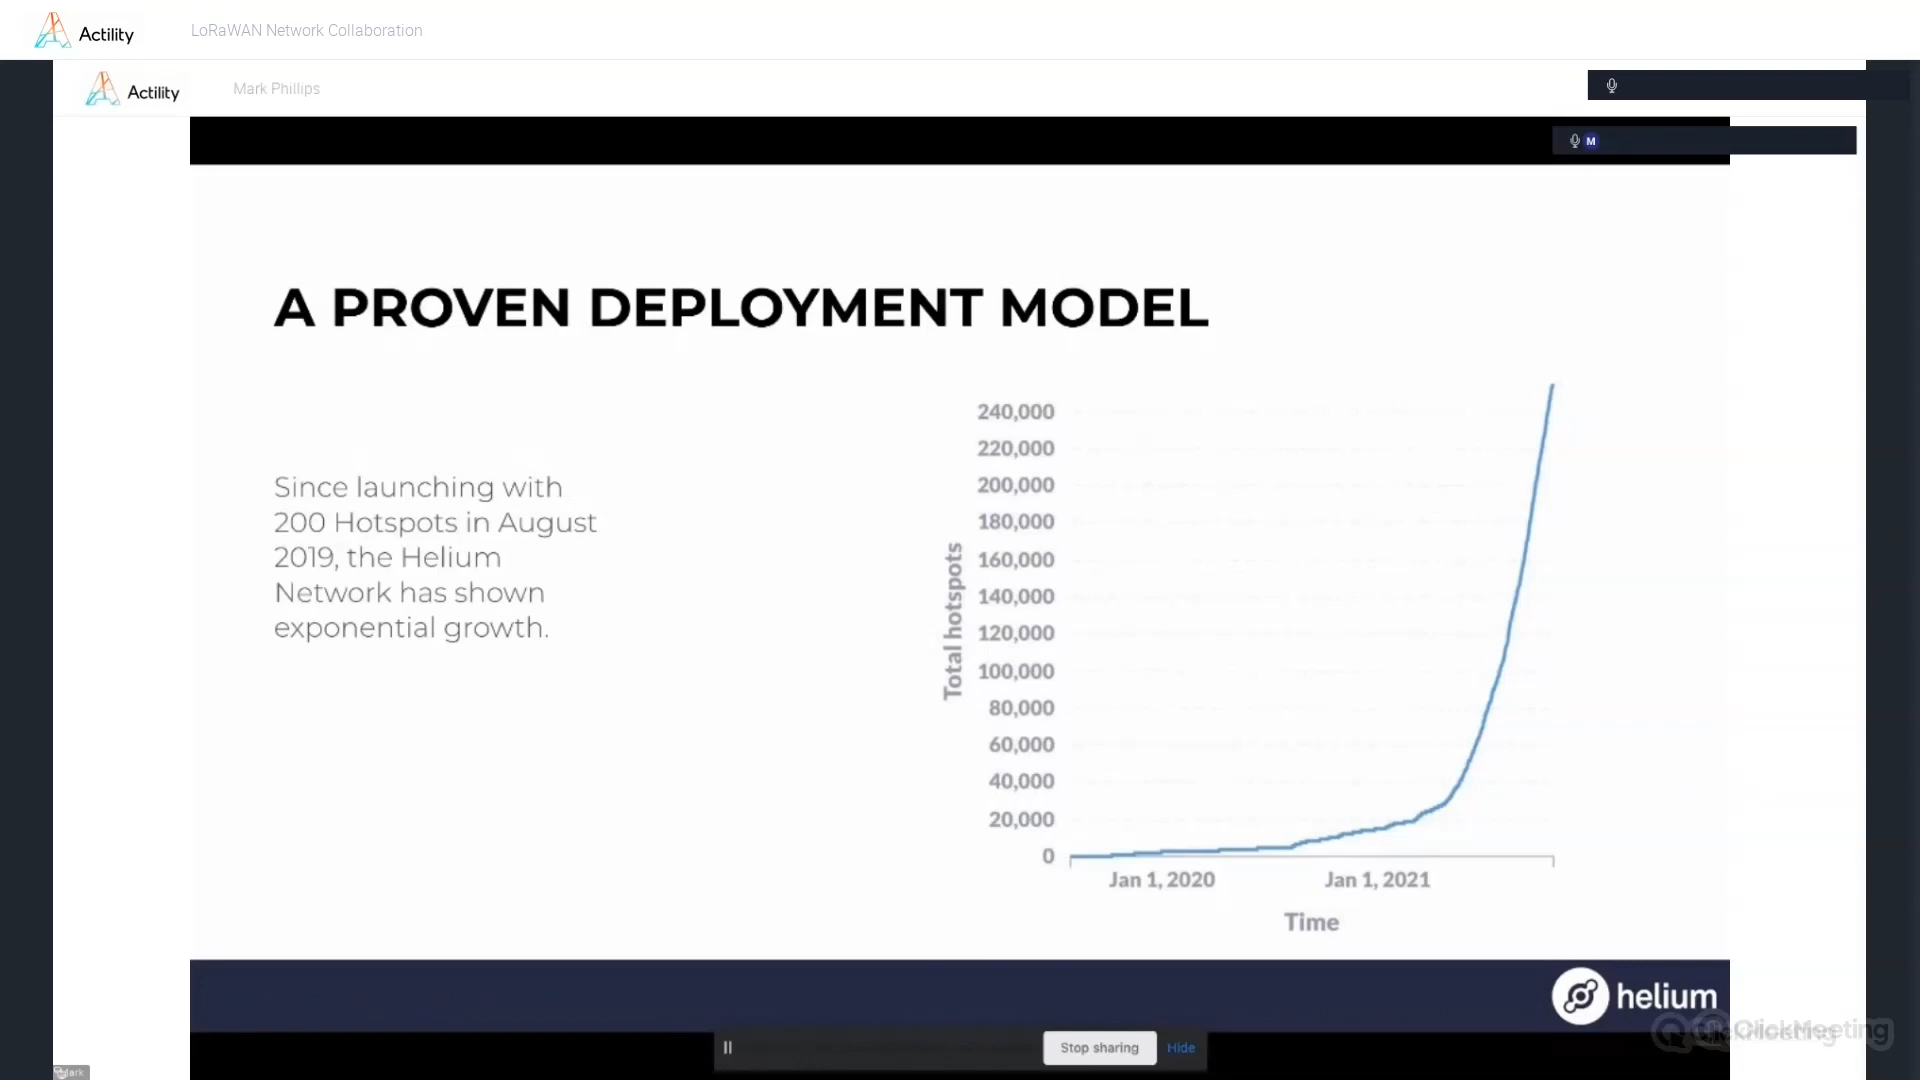 Actility
LoRaWAN Network Collaboration
Actility
Mark Phillips
M
A PROVEN DEPLOYMENT MODEL
Since launching with
200 Hotspots in August
2019, the Helium
Network has shown
exponential growth.
Total hotspots
240,000
220,000
200,000
180,000
160,000
140,000
120,000
100,000
80,000
60,000
40,000
20,000
0
Jan 1, 2020
Jan 1, 2021
Time
helium
ClickMeeting
Stop sharing
Hide
Mark